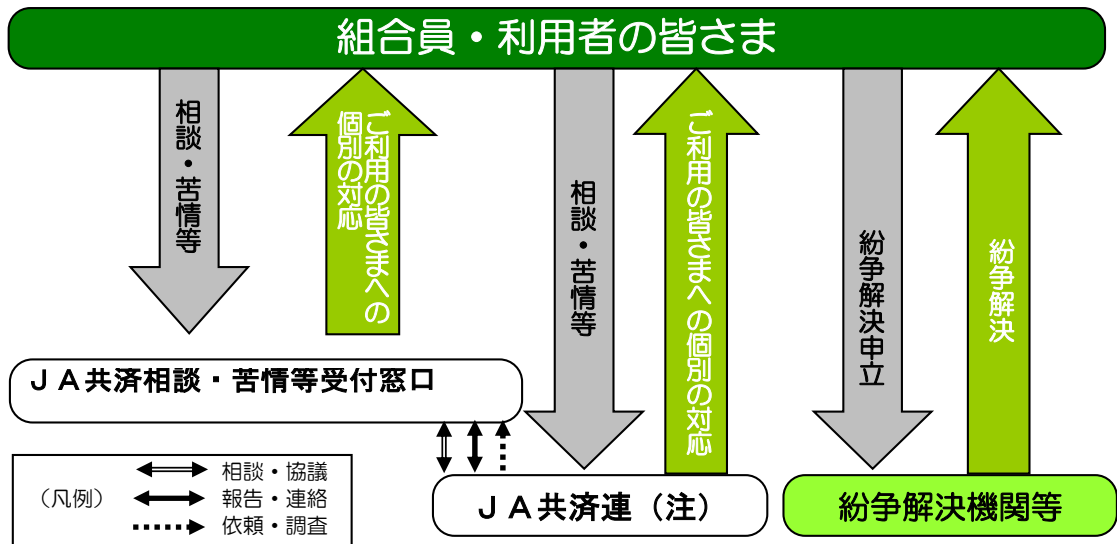 組合員・利用者の皆さま
相談・苦情等
ご利用の皆さまへの
個別の対応
相談・苦情等
ご利用の皆さまへの個別の対応
紛争解決申立
紛争解決
ＪＡ共済相談・苦情等受付窓口
ＪＡ共済連（注）
紛争解決機関等
（凡例）
相談・協議
報告・連絡
依頼・調査